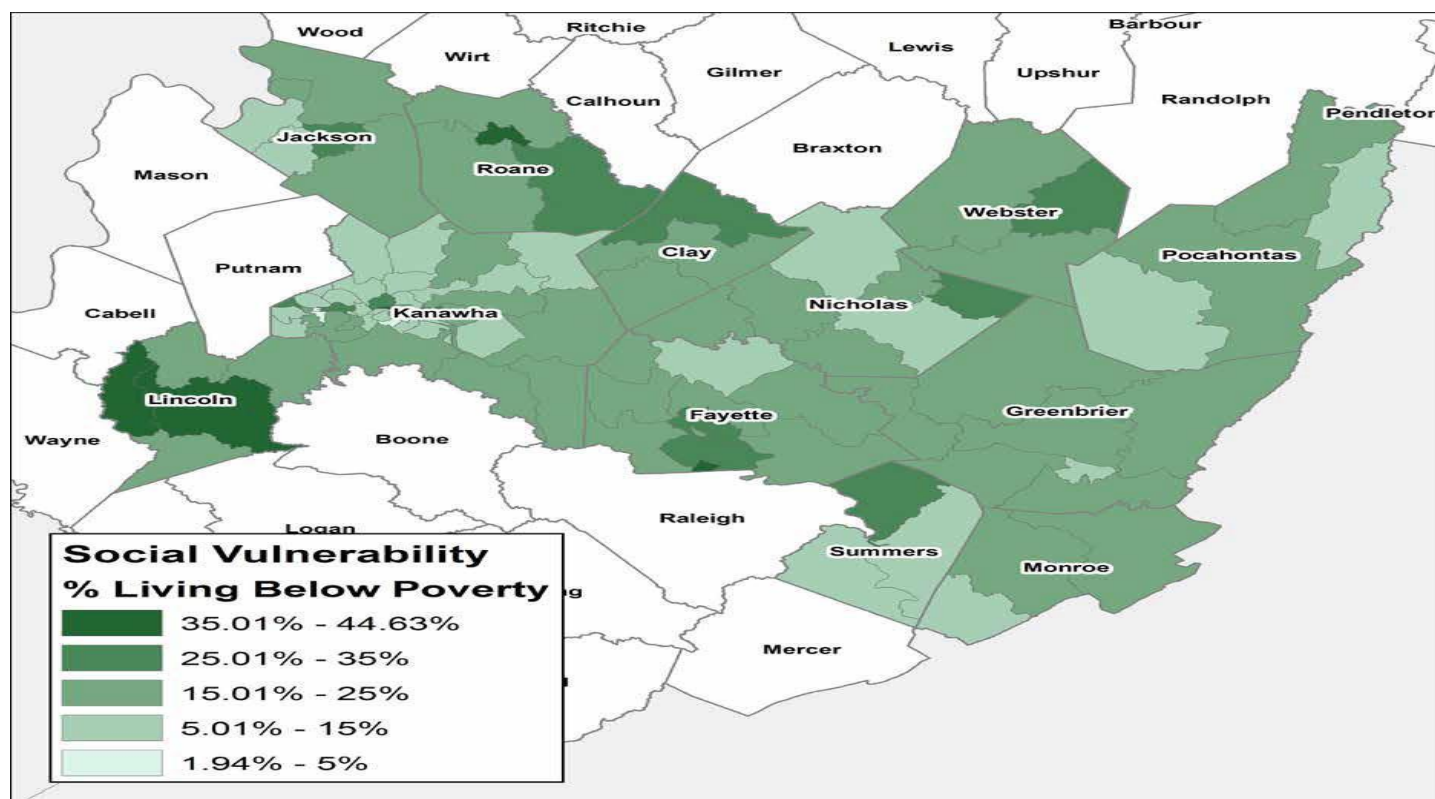 Wood
Ritchie
Barbour
Wirt
Lewis
Gilmer
Upshur
Calhoun
Randolph
Pendleton
Jackson
Braxton
Roane
Mason
Webster
Clay
Pocahontas
Putnam
Nicholas
Cabell
Kanawha
Lincoln
Greenbrier
Fayette
Wayne
Boone
Raleigh
Logan
Summers
Monroe
Mercer
Social Vulnerability
% Living Below Poverty
35.01% - 44.63%
25.01% - 35%
15.01% - 25%
5.01% - 15%
1.94% - 5%